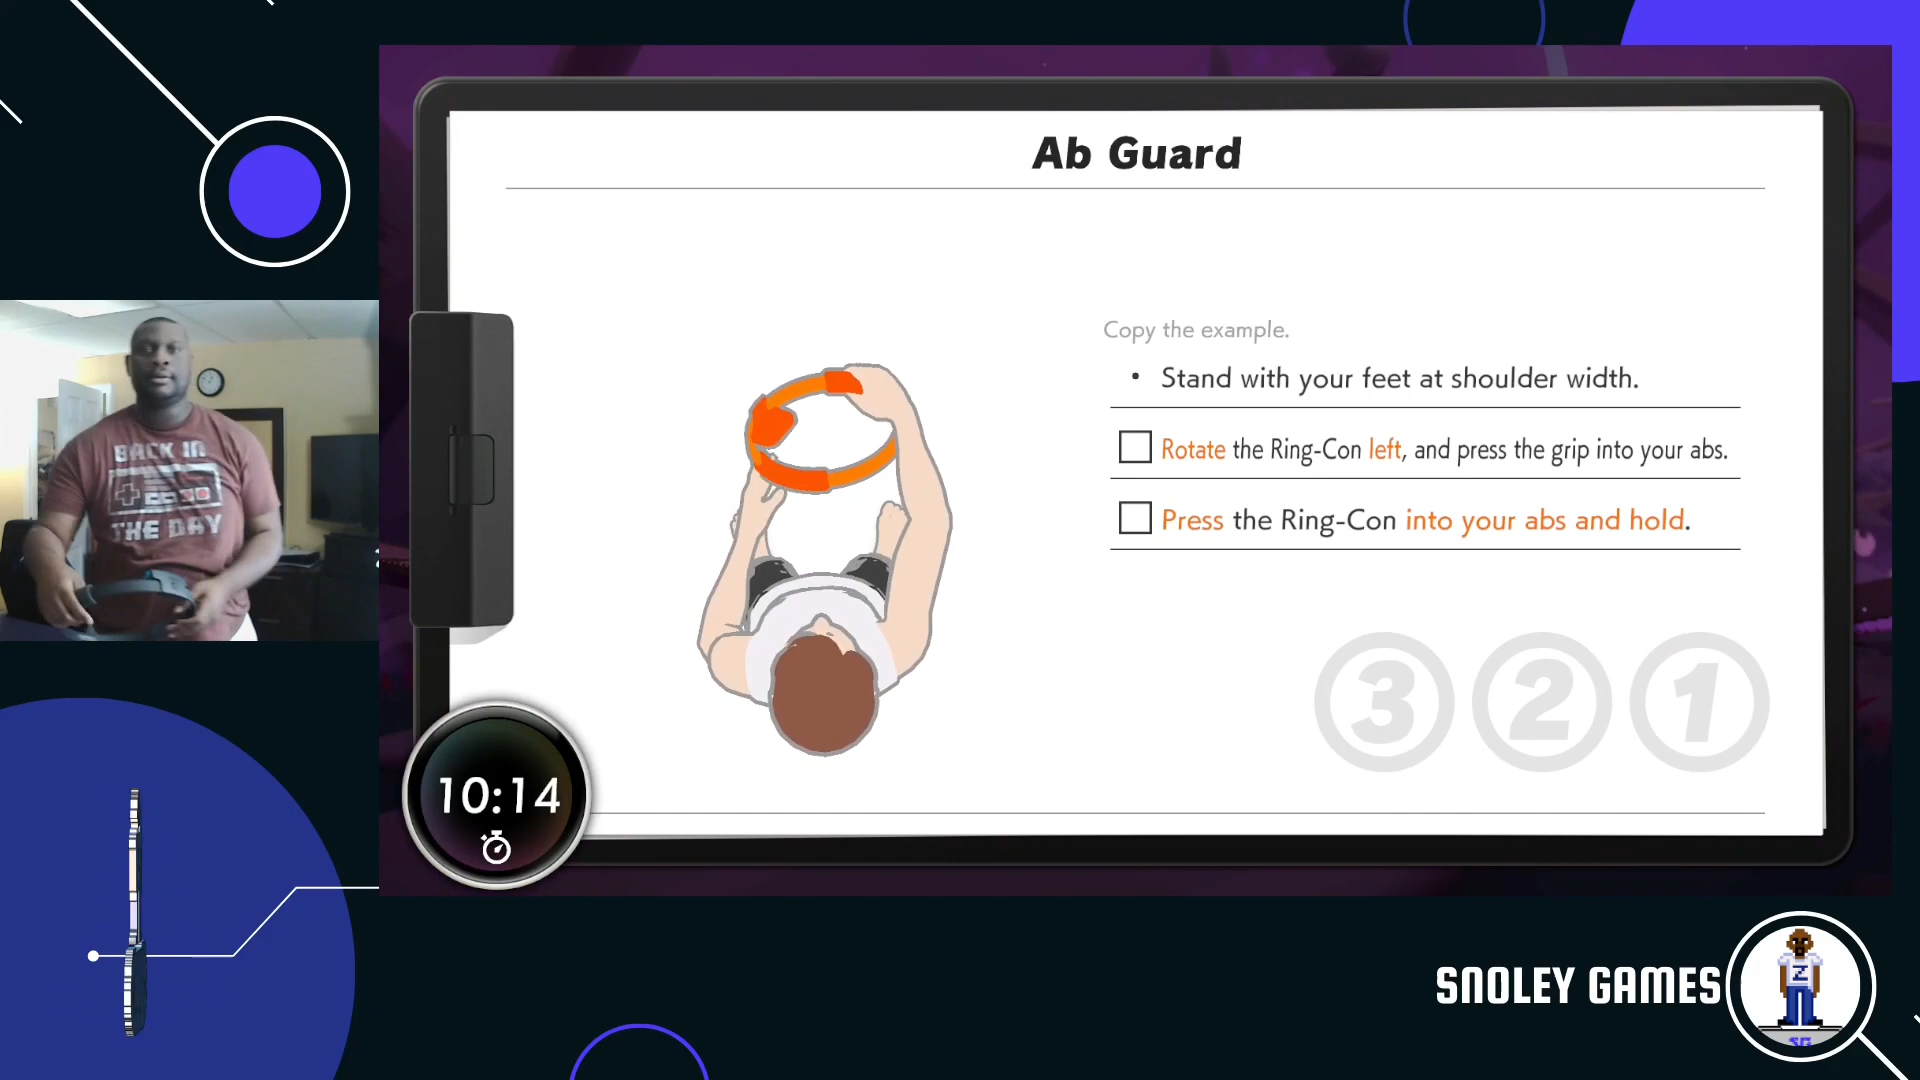 Ab Guard
Copy the example.
• Stand with your feet at shoulder width.
Rotate the Ring-Con left, and press the grip into your abs.
Press the Ring-Con into your abs and hold.
3 2 1
10:14
BACK IN
THE DAY
SNOLEY GAMES
Z
SG